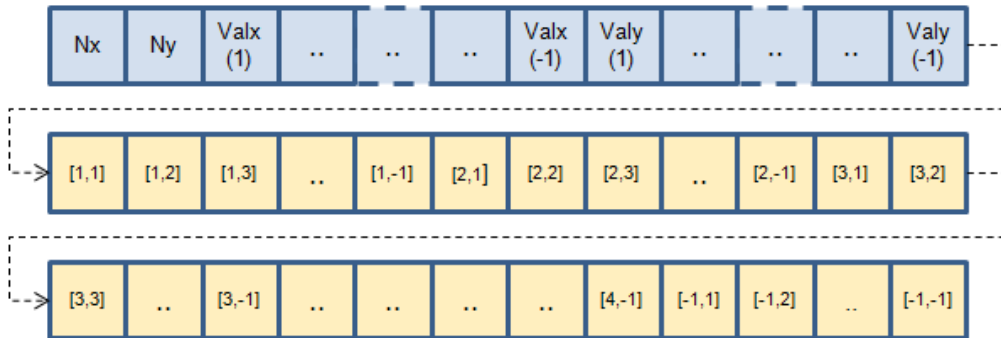 Nx Ny Valx (1) .. .. .. Valx (-1) Valy (1) .. .. .. Valy (-1)
[1,1] [1,2] [1,3] .. [1,-1] [2,1] [2,2] [2,3] .. [2,-1] [3,1] [3,2]
[3,3] .. [3,-1] .. .. .. .. [4,-1] [-1,1] [-1,2] .. [-1,-1]